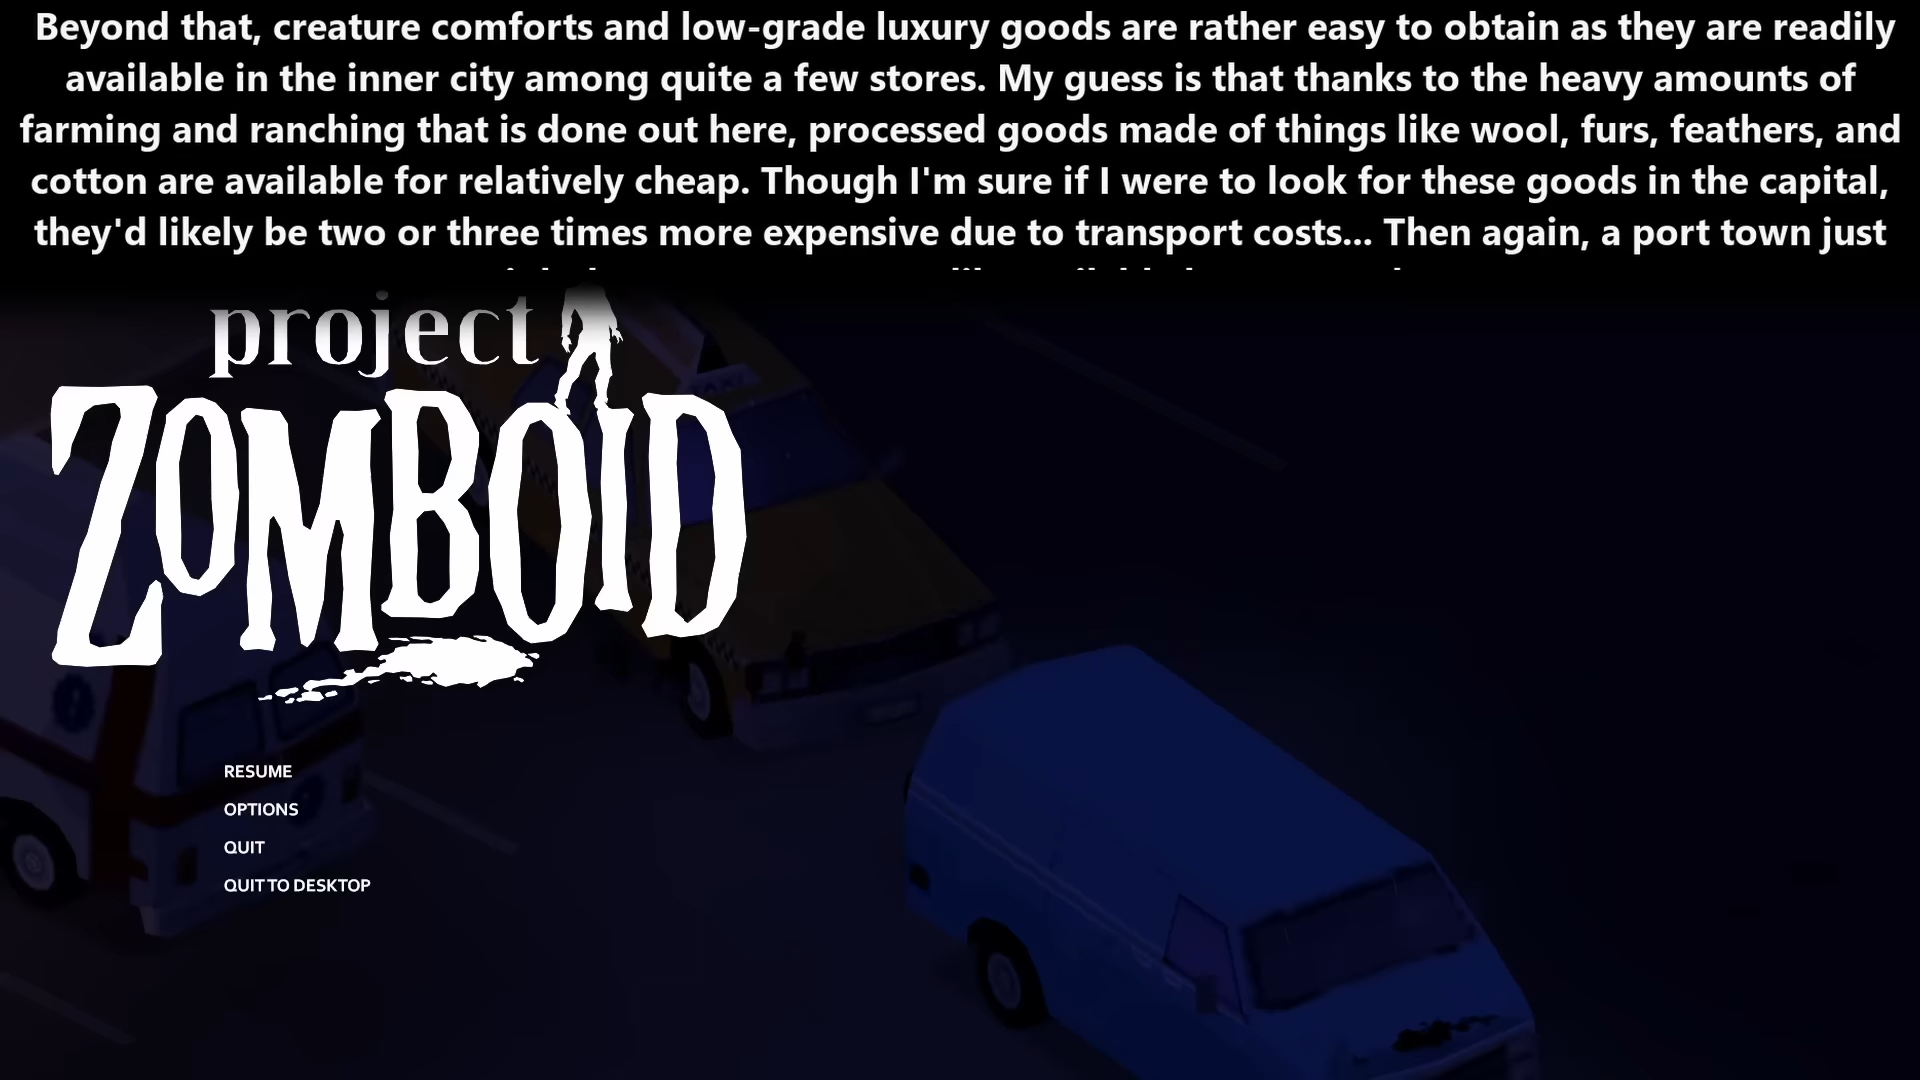 Beyond that, creature comforts and low-grade luxury goods are rather easy to obtain as they are readily
available in the inner city among quite a few stores. My guess is that thanks to the heavy amounts of
farming and ranching that is done out here, processed goods made of things like wool, furs, feathers, and
cotton are available for relatively cheap. Though I'm sure if I were to look for these goods in the capital,
they'd likely be two or three times more expensive due to transport costs... Then again, a port town just
project
ZOMBOID
TAXI
RESUME
OPTIONS
QUIT
QUIT TO DESKTOP